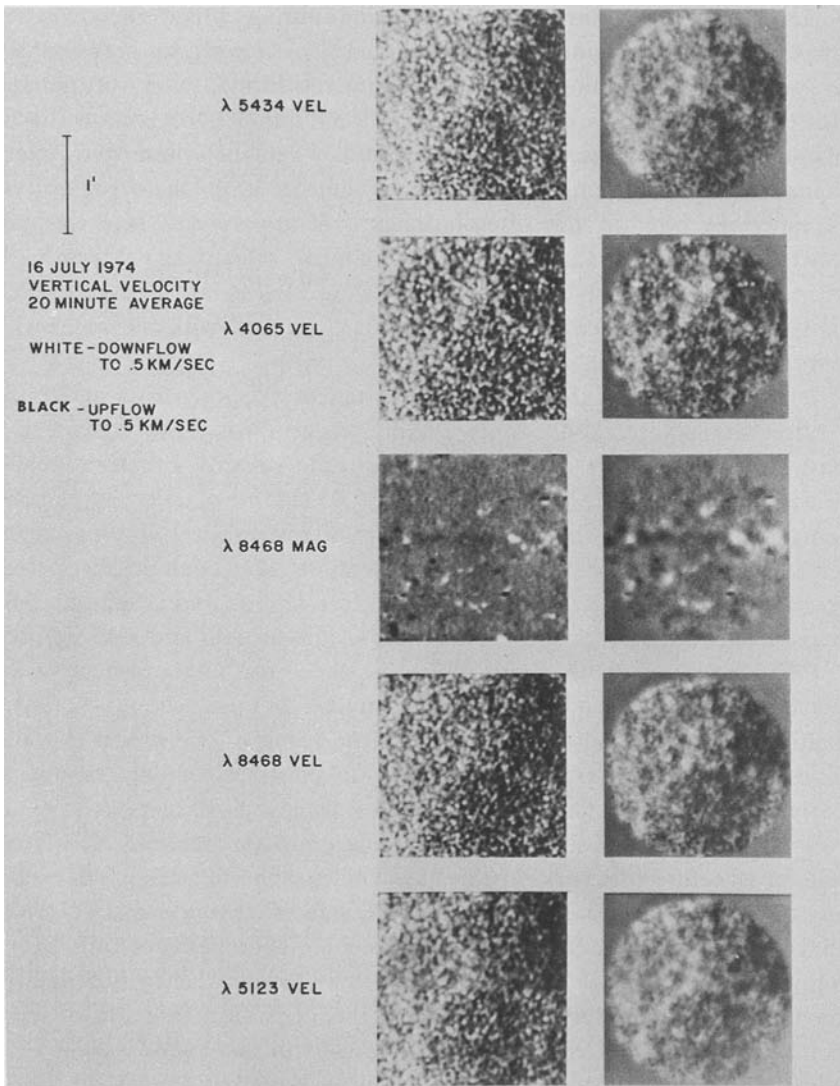 λ 5434 VEL
1'
16 JULY 1974
VERTICAL VELOCITY
20 MINUTE AVERAGE
λ 4065 VEL
WHITE - DOWNFLOW
TO .5 KM/SEC
BLACK - UPFLOW
TO .5 KM/SEC
λ 8468 MAG
λ 8468 VEL
λ 5123 VEL